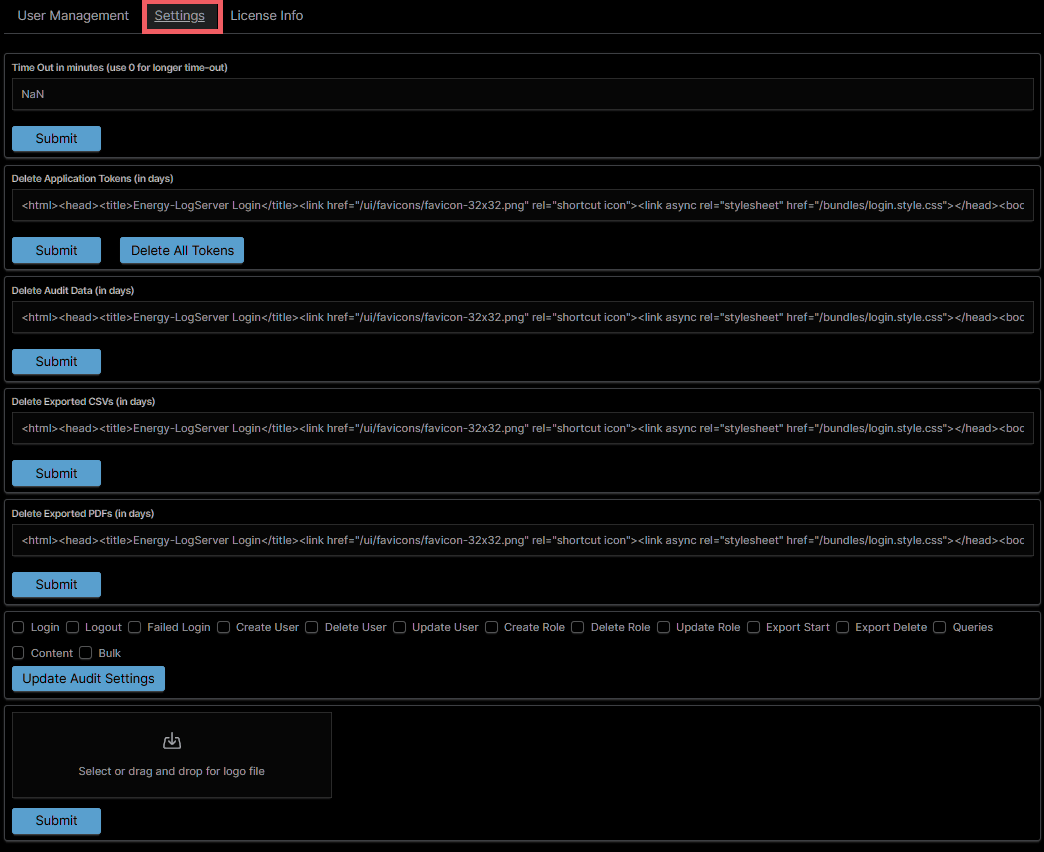 User Management Settings License Info
Time Out in minutes (use 0 for longer time-out)
NaN
Submit
Delete Application Tokens (in days)
<html><head><title>Energy-LogServer Login</title><link href="/ui/favicons/favicon-32x32.png" rel="shortcut icon"><link async rel="stylesheet" href="/bundles/login.style.css"></head><boc
Submit Delete All Tokens
Delete Audit Data (in days)
<html><head><title>Energy-LogServer Login</title><link href="/ui/favicons/favicon-32x32.png" rel="shortcut icon"><link async rel="stylesheet" href="/bundles/login.style.css"></head><boc
Submit
Delete Exported CSVs (in days)
<html><head><title>Energy-LogServer Login</title><link href="/ui/favicons/favicon-32x32.png" rel="shortcut icon"><link async rel="stylesheet" href="/bundles/login.style.css"></head><boc
Submit
Delete Exported PDFs (in days)
<html><head><title>Energy-LogServer Login</title><link href="/ui/favicons/favicon-32x32.png" rel="shortcut icon"><link async rel="stylesheet" href="/bundles/login.style.css"></head><boc
Submit
Login Logout Failed Login Create User Delete User Update User Create Role Delete Role Update Role Export Start Export Delete Queries
Content Bulk
Update Audit Settings
Select or drag and drop for logo file
Submit